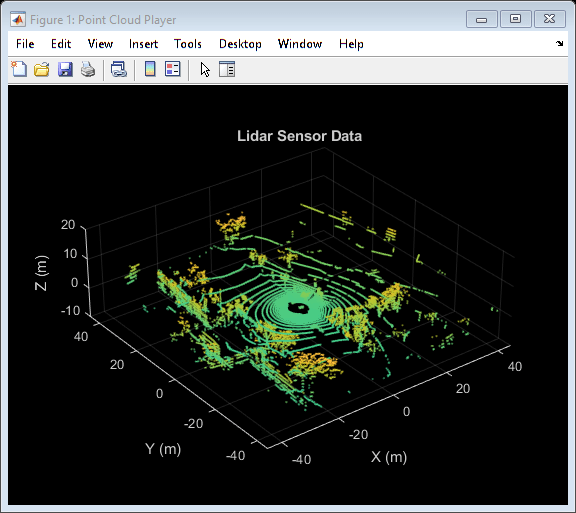 Figure 1: Point Cloud Player
File Edit View Insert Tools Desktop Window Help
Lidar Sensor Data
20
10
0
-10
Z (m)
40
20
0
-20
-40
Y (m)
-40
-20
0
20
40
X (m)